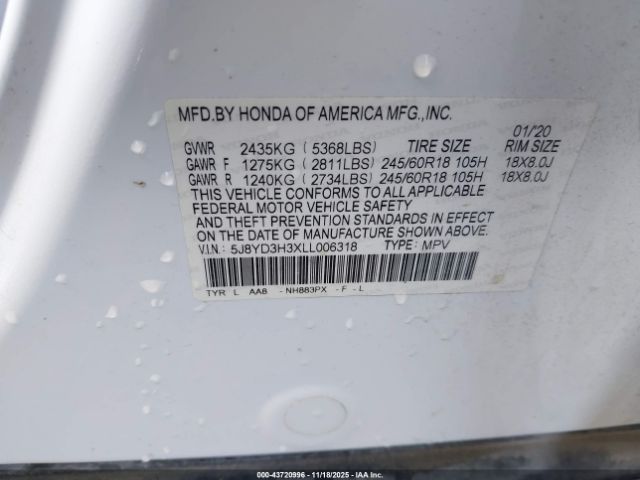 MFD.BY HONDA OF AMERICA MFG.,INC.
01/20
GVWR 2435KG ( 5368LBS) TIRE SIZE RIM SIZE
GAWR F 1275KG ( 2811LBS) 245/60R18 105H 18X8.0J
GAWR R 1240KG ( 2734LBS) 245/60R18 105H 18X8.0J
THIS VEHICLE CONFORMS TO ALL APPLICABLE
FEDERAL MOTOR VEHICLE SAFETY
AND THEFT PREVENTION STANDARDS IN EFFECT
ON THE DATE OF MANUFACTURE SHOWN ABOVE.
V.I.N.: 5J8YD3H3XLL006318 TYPE: MPV
TYR L AA8 -NH883PX -F -L
000-43720996 - 11/18/2025 - IAA Inc.